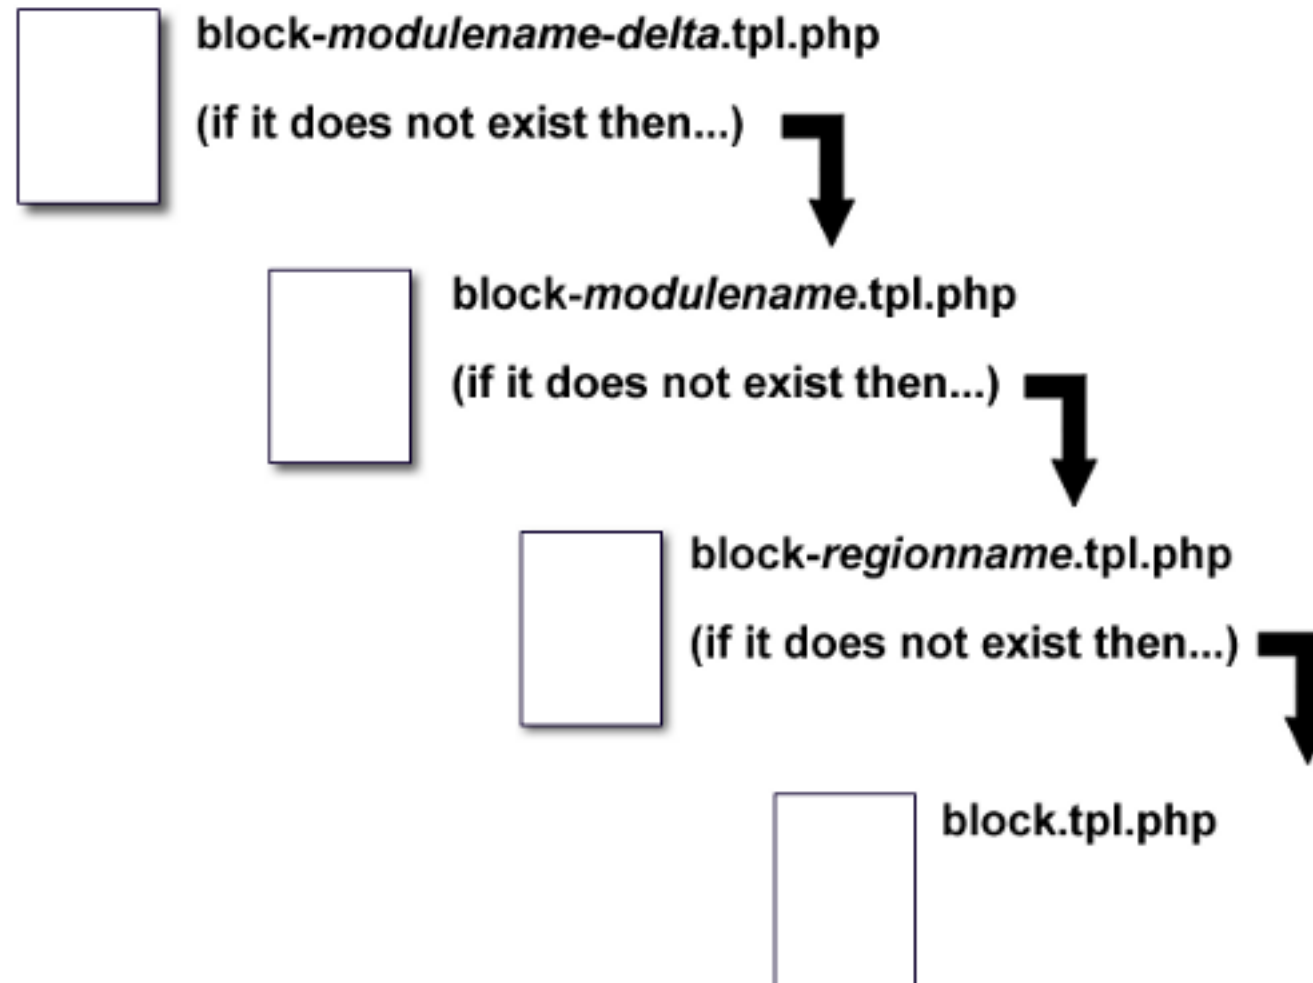 block-modulename-delta.tpl.php
(if it does not exist then...)
block-modulename.tpl.php
(if it does not exist then...)
block-regionname.tpl.php
(if it does not exist then...)
block.tpl.php